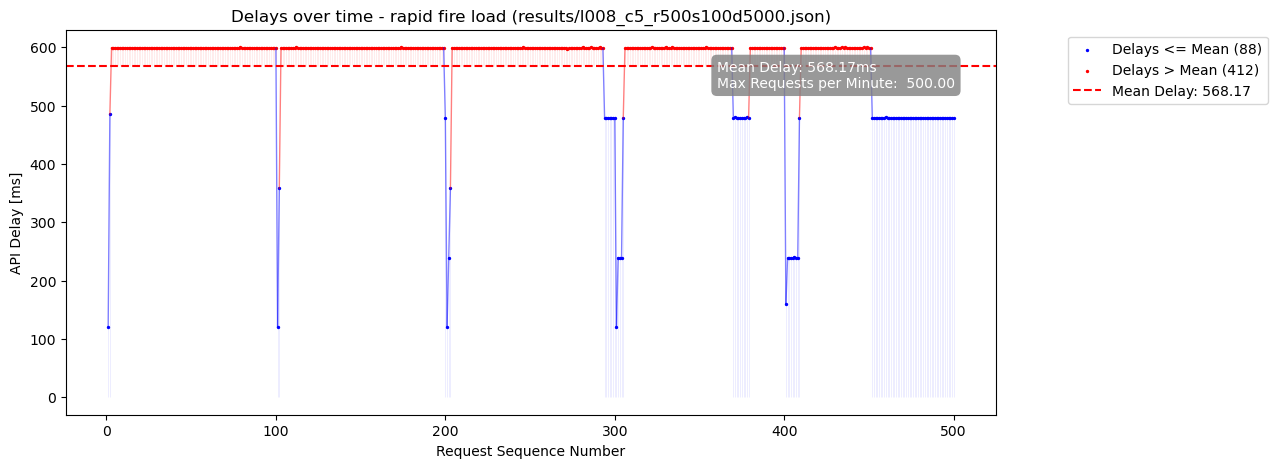 Delays over time - rapid fire load (results/l008_c5_r500s100d5000.json)
API Delay [ms]
600
500
400
300
200
100
0
Mean Delay: 568.17ms
Max Requests per Minute:  500.00
0
100
200
300
400
500
Request Sequence Number
Delays <= Mean (88)
Delays > Mean (412)
Mean Delay: 568.17